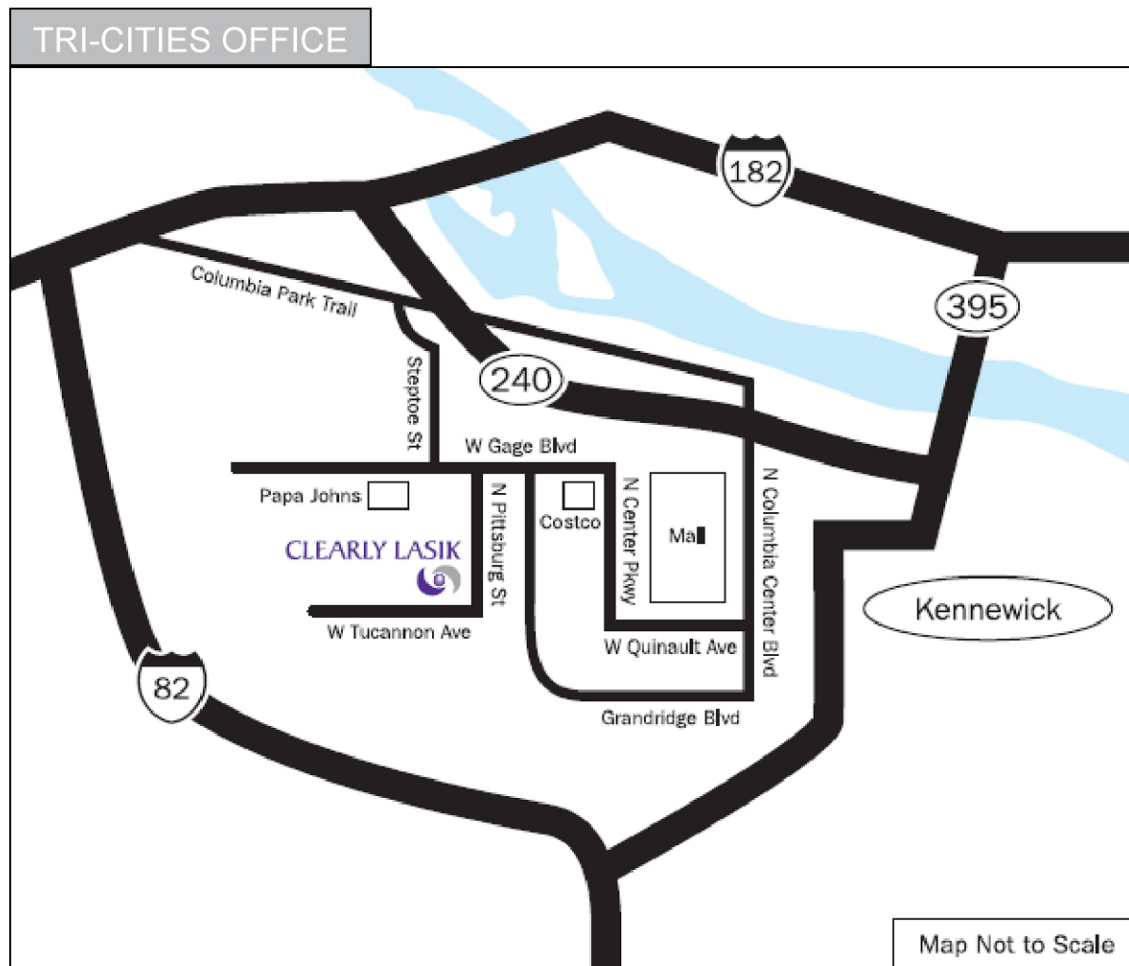 TRI-CITIES OFFICE
182
Columbia Park Trail
395
240
Steptoe St
W Gage Blvd
Papa Johns
N Pittsburg St
Costco
N Center Pkwy
Mall
N Columbia Center Blvd
CLEARLY LASIK
Kennewick
W Tucannon Ave
W Quinault Ave
82
Grandridge Blvd
Map Not to Scale